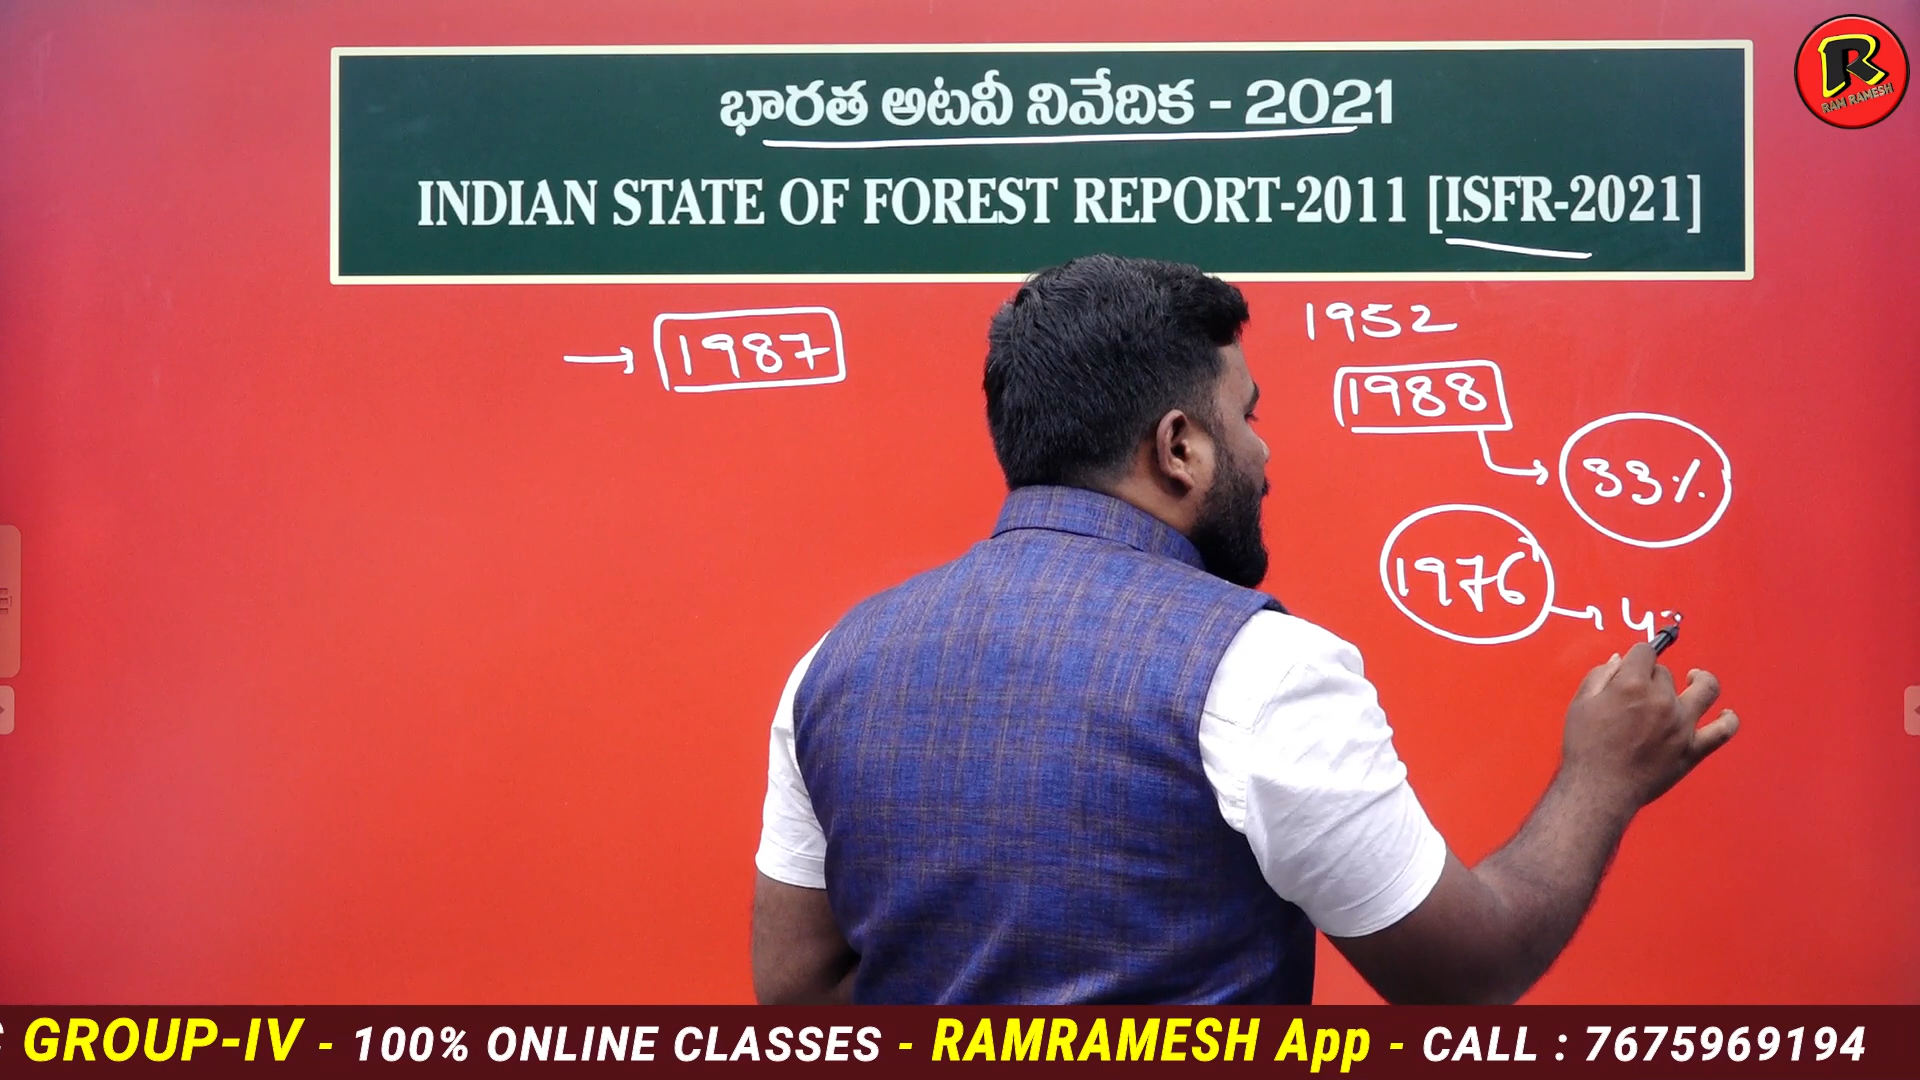 భారత అటవీ నివేదిక - 2021
INDIAN STATE OF FOREST REPORT-2011 [ISFR-2021]
R
RAM RAMESH
→ 1987
1952
1988
33%
1976 → 4
GROUP-IV - 100% ONLINE CLASSES - RAMRAMESH App - CALL : 7675969194